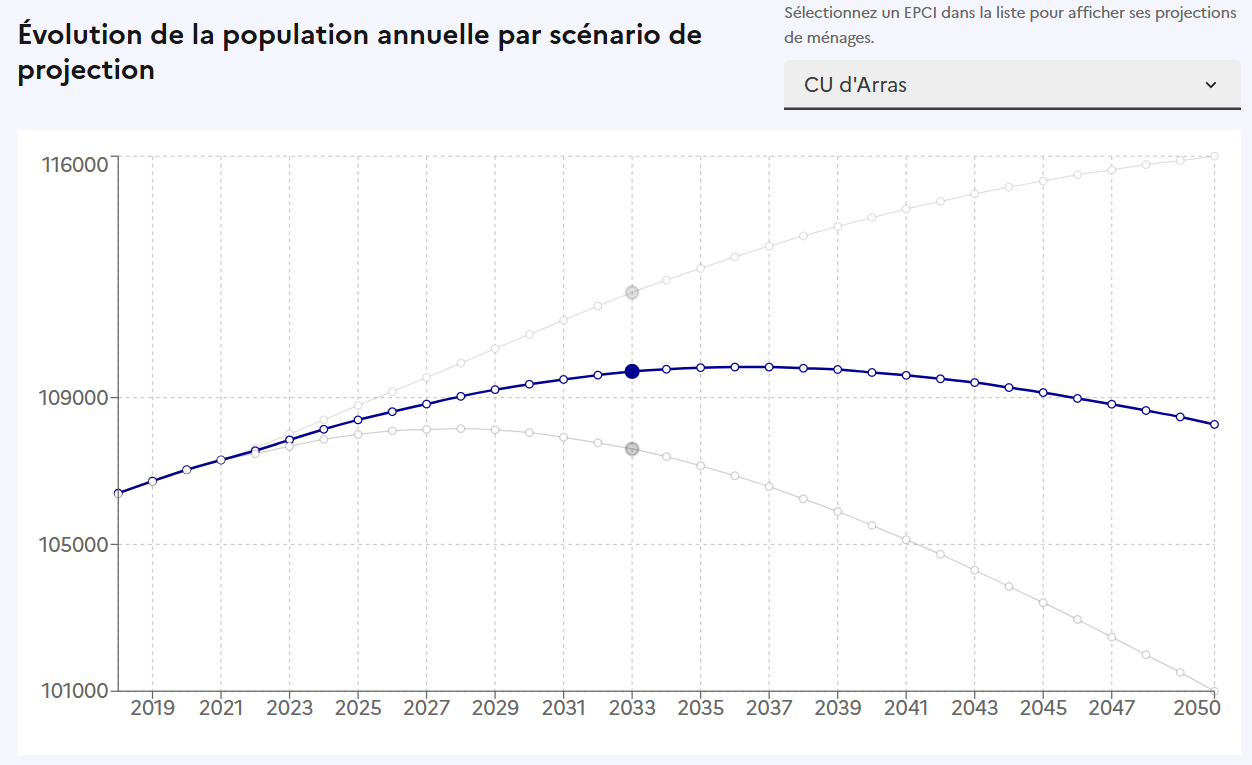 Évolution de la population annuelle par scénario de
projection
Sélectionnez un EPCI dans la liste pour afficher ses projections
de ménages.
CU d'Arras
116000
109000
105000
101000
2019 2021 2023 2025 2027 2029 2031 2033 2035 2037 2039 2041 2043 2045 2047 2050